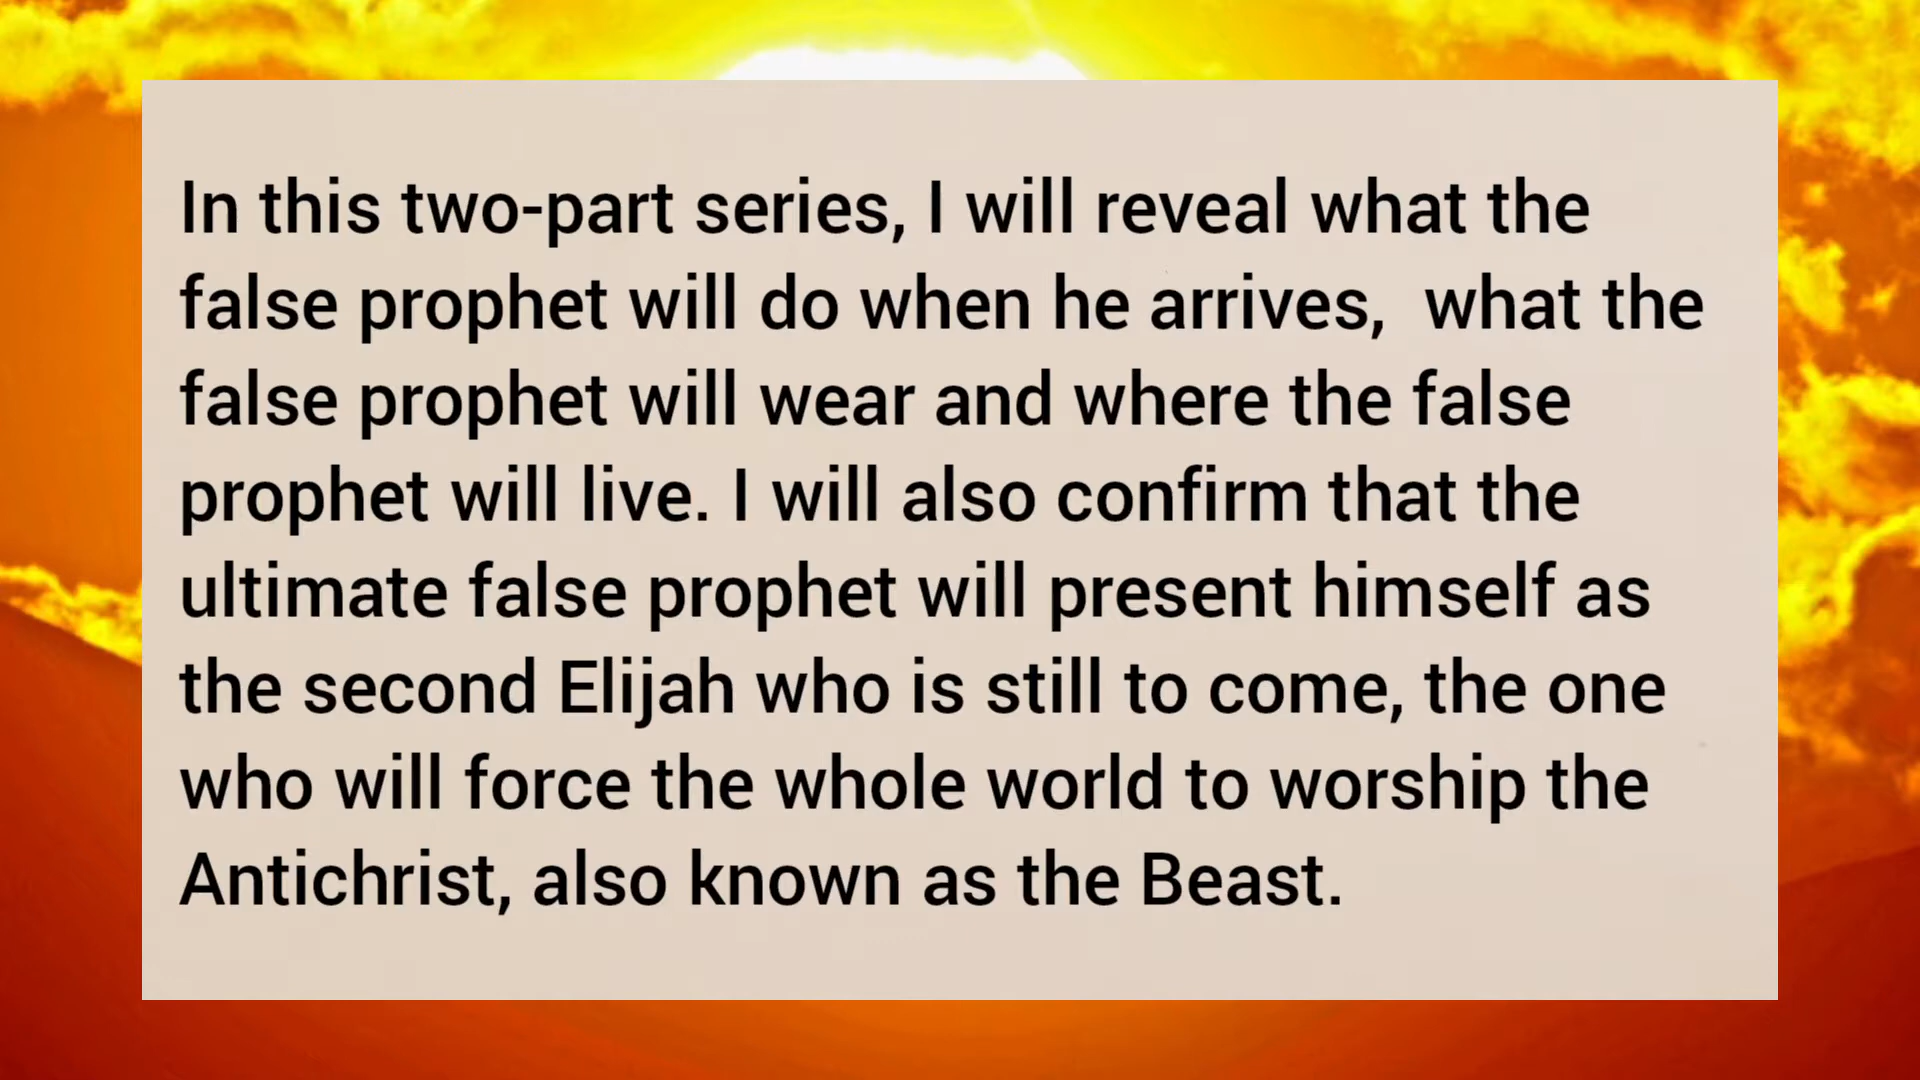 In this two-part series, I will reveal what the
false prophet will do when he arrives,  what the
false prophet will wear and where the false
prophet will live. I will also confirm that the
ultimate false prophet will present himself as
the second Elijah who is still to come, the one
who will force the whole world to worship the
Antichrist, also known as the Beast.